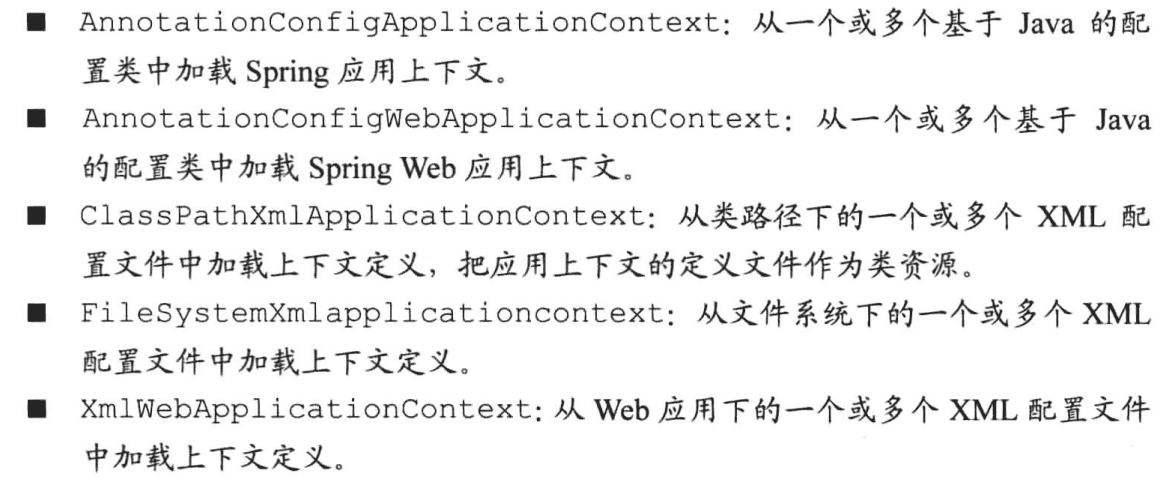 ■ AnnotationConfigApplicationContext：从一个或多个基于 Java 的配
置类中加载 Spring 应用上下文。
■ AnnotationConfigWebApplicationContext：从一个或多个基于 Java
的配置类中加载 Spring Web 应用上下文。
■ ClassPathXmlApplicationContext：从类路径下的一个或多个 XML 配
置文件中加载上下文定义，把应用上下文的定义文件作为类资源。
■ FileSystemXmlapplicationcontext：从文件系统下的一个或多个 XML
配置文件中加载上下文定义。
■ XmlWebApplicationContext：从 Web 应用下的一个或多个 XML 配置文件
中加载上下文定义。